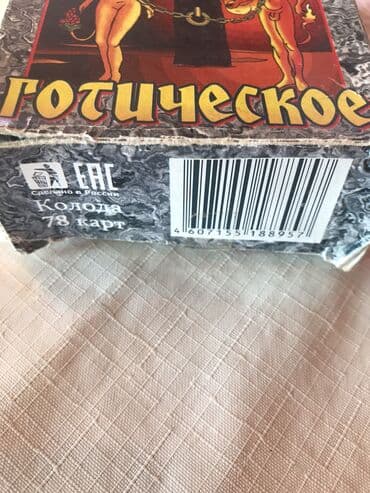 ГОТИЧЕСКОЕ
EAC
Сделано в России
Колода
78 карт
4 607155 188957